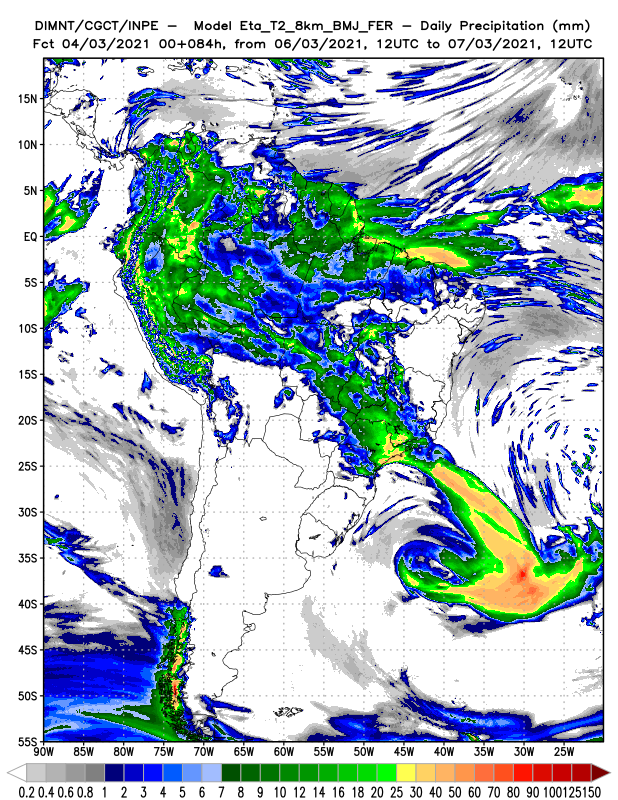 DIMNT/CGCT/INPE –  Model Eta_T2_8km_BMJ_FER – Daily Precipitation (mm)
Fct 04/03/2021 00+084h, from 06/03/2021, 12UTC to 07/03/2021, 12UTC
15N
10N
5N
EQ
5S
10S
15S
20S
25S
30S
35S
40S
45S
50S
55S
90W 85W 80W 75W 70W 65W 60W 55W 50W 45W 40W 35W 30W 25W
0.2 0.4 0.6 0.8 1 2 3 4 5 6 7 8 9 10 12 14 16 18 20 25 30 40 50 60 70 80 90 100 125 150